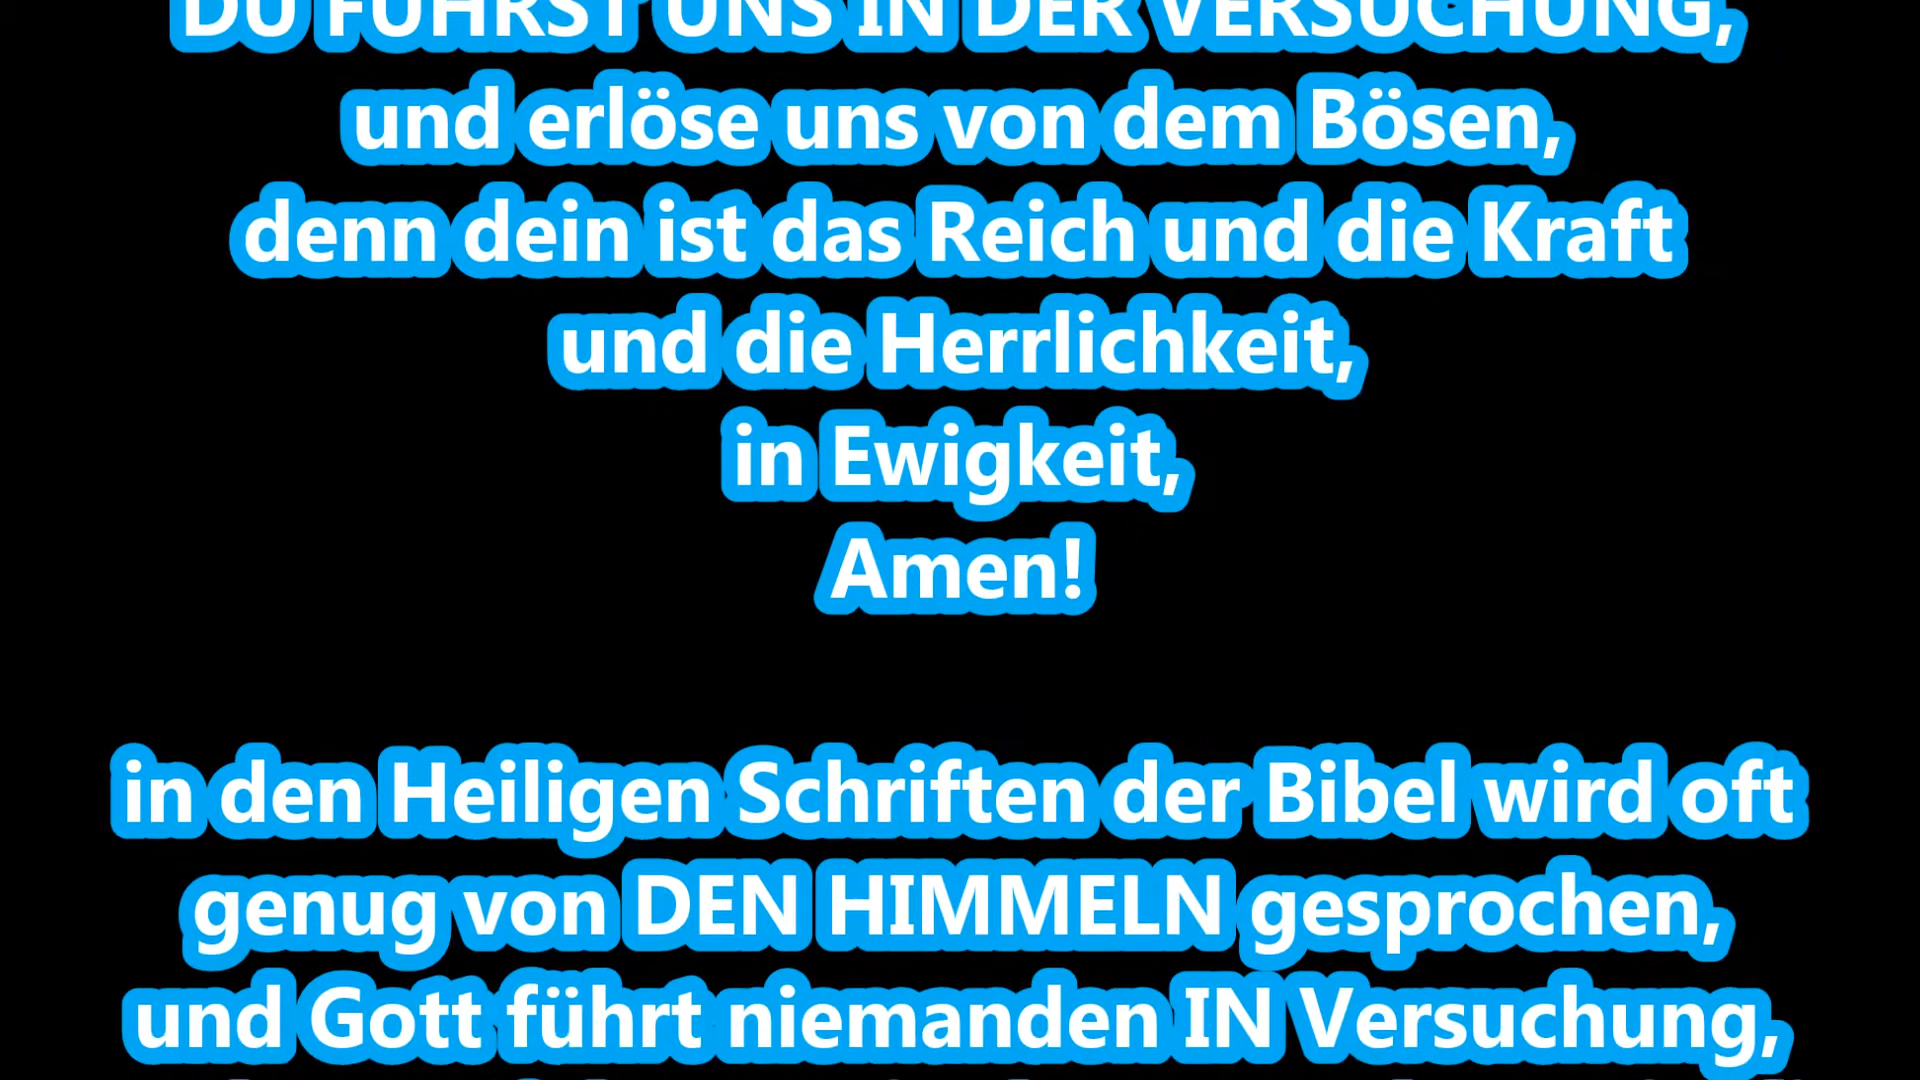 DU FÜHRST UNS IN DER VERSUCHUNG,
und erlöse uns von dem Bösen,
denn dein ist das Reich und die Kraft
und die Herrlichkeit,
in Ewigkeit,
Amen!
in den Heiligen Schriften der Bibel wird oft
genug von DEN HIMMELN gesprochen,
und Gott führt niemanden IN Versuchung,